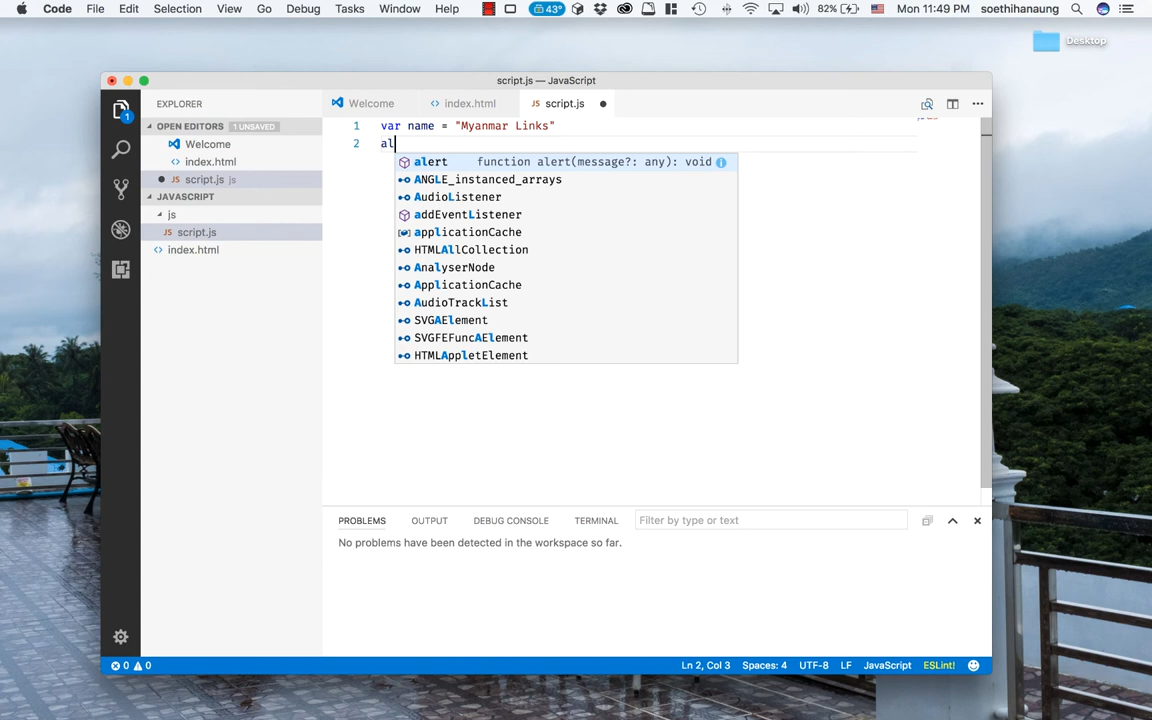 Code File Edit Selection View Go Debug Tasks Window Help 43° 82% Mon 11:49 PM soethihanaung
Desktop
script.js — JavaScript
EXPLORER
Welcome index.html script.js
OPEN EDITORS 1 UNSAVED
Welcome
index.html
script.js js
JAVASCRIPT
js
script.js
index.html
1
1 var name = "Myanmar Links"
2 al
alert function alert(message?: any): void
ANGLE_instanced_arrays
AudioListener
addEventListener
applicationCache
HTMLAllCollection
AnalyserNode
ApplicationCache
AudioTrackList
SVGAElement
SVGFEFuncAElement
HTMLAppletElement
PROBLEMS OUTPUT DEBUG CONSOLE TERMINAL Filter by type or text
No problems have been detected in the workspace so far.
0 0 Ln 2, Col 3 Spaces: 4 UTF-8 LF JavaScript ESLint!